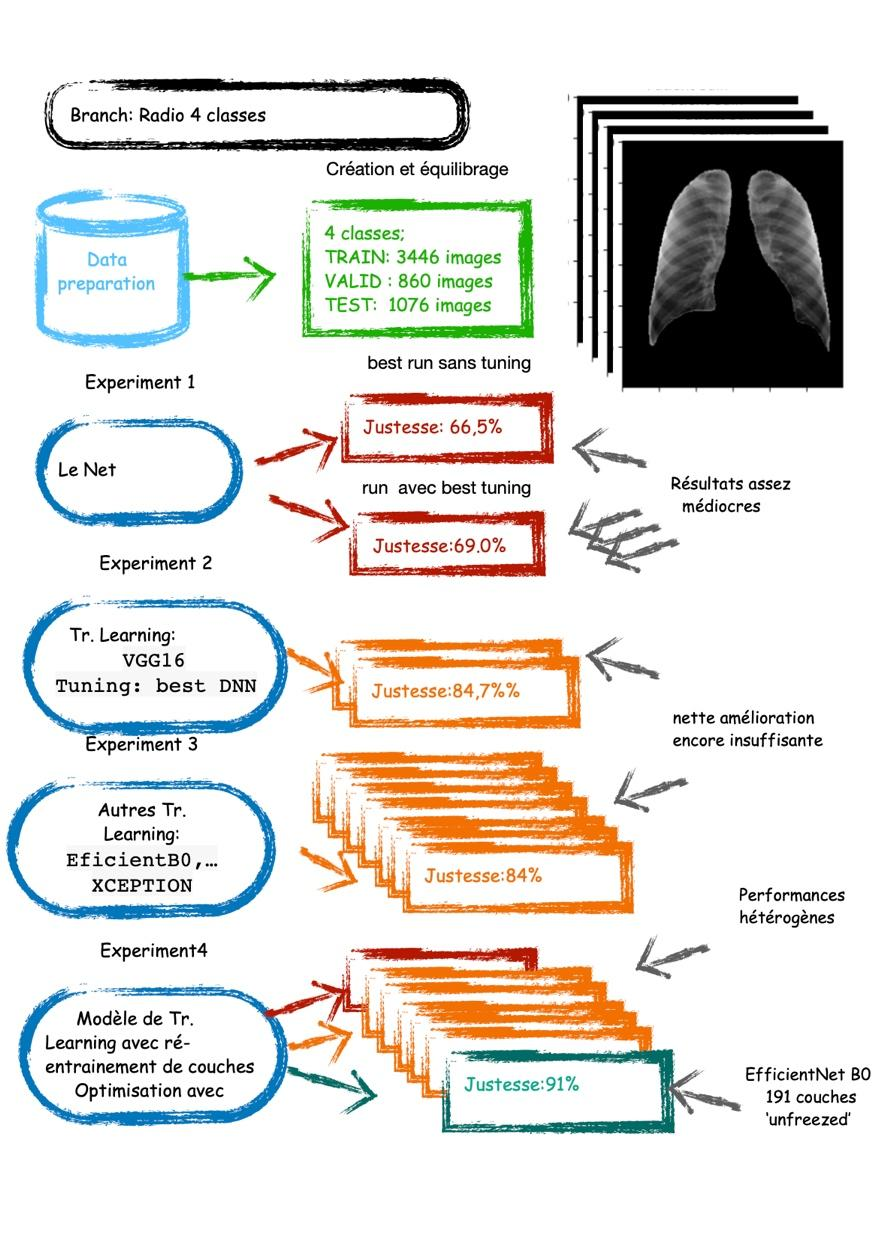 Branch: Radio 4 classes
Création et équilibrage
Data
preparation
4 classes;
TRAIN: 3446 images
VALID : 860 images
TEST:  1076 images
best run sans tuning
Experiment 1
Le Net
Justesse: 66,5%
run  avec best tuning
Justesse:69.0%
Résultats assez
médiocres
Experiment 2
Tr. Learning:
VGG16
Tuning: best DNN
Justesse:84,7%%
nette amélioration
encore insuffisante
Experiment 3
Autres Tr.
Learning:
EficientB0,…
XCEPTION
Justesse:84%
Performances
hétérogènes
Experiment4
Modèle de Tr.
Learning avec ré-
entrainement de couches
Optimisation avec
Justesse:91%
EfficientNet B0
191 couches
‘unfreezed’